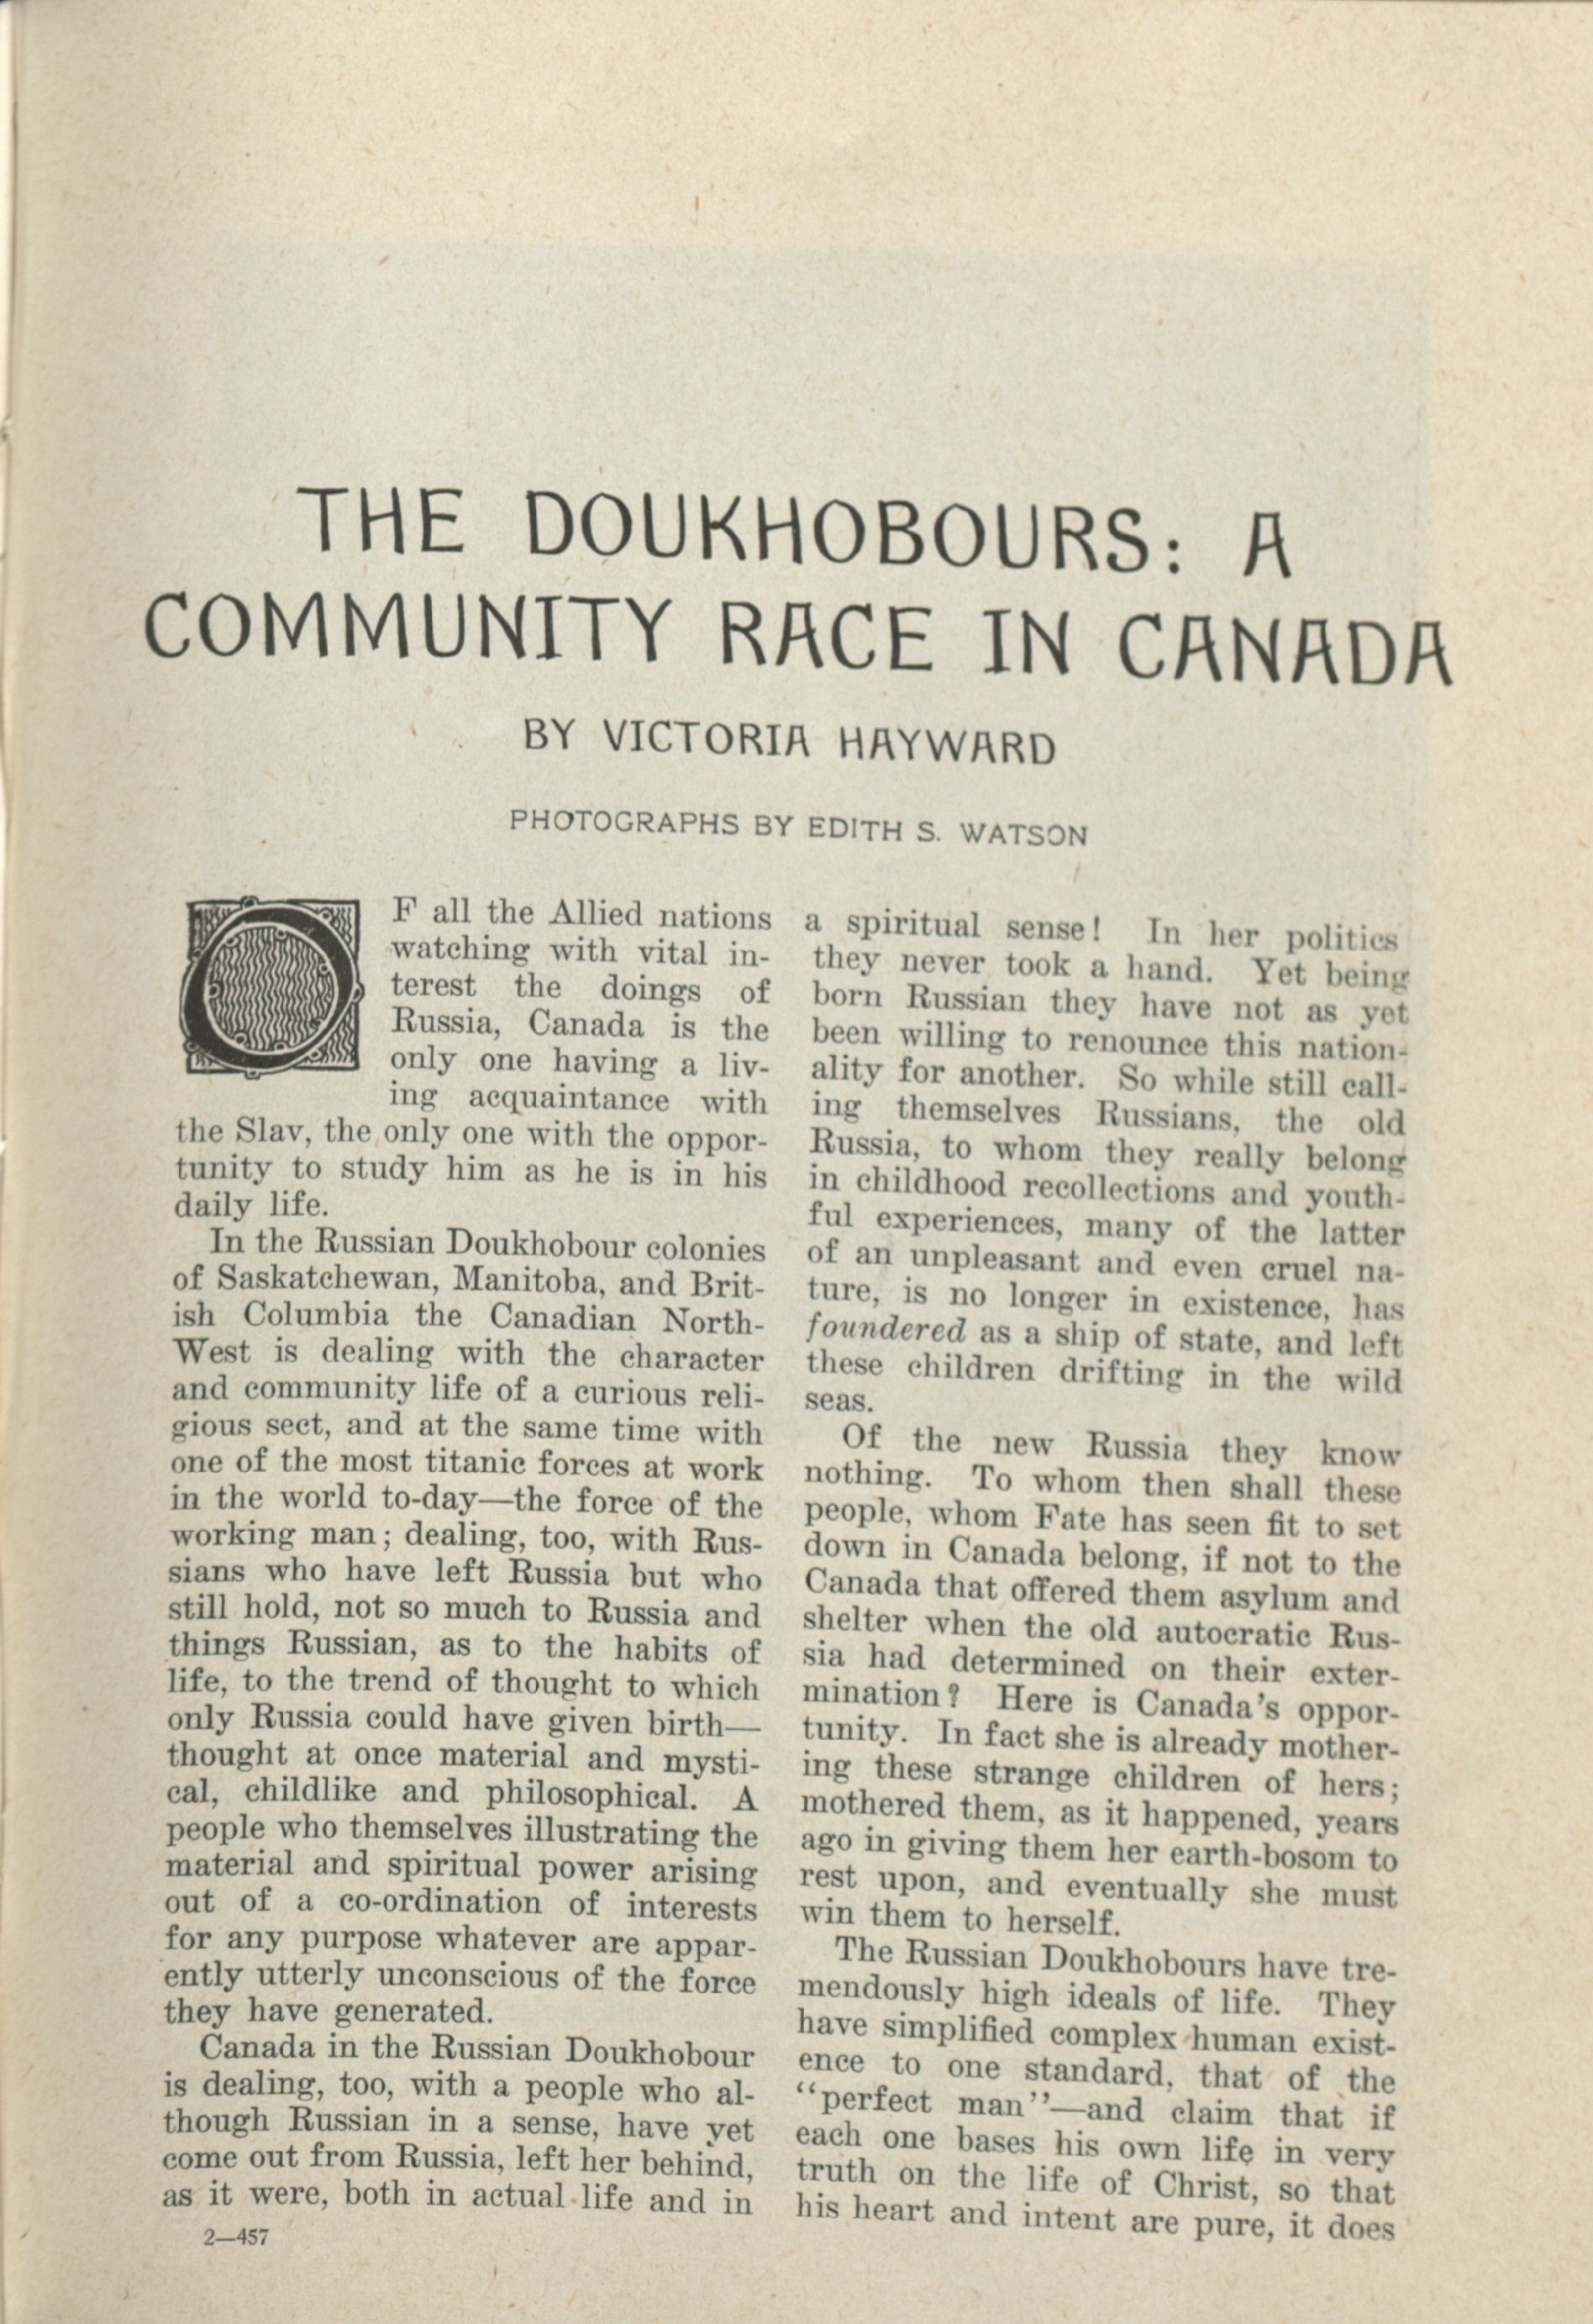 THE DOUKHOBOURS: A
COMMUNITY RACE IN CANADA
BY VICTORIA HAYWARD
PHOTOGRAPHS BY EDITH S. WATSON
OF all the Allied nations
watching with vital in-
terest the doings of
Russia, Canada is the
only one having a liv-
ing acquaintance with
the Slav, the only one with the oppor-
tunity to study him as he is in his
daily life.
In the Russian Doukhobour colonies
of Saskatchewan, Manitoba, and Brit-
ish Columbia the Canadian North-
West is dealing with the character
and community life of a curious reli-
gious sect, and at the same time with
one of the most titanic forces at work
in the world to-day—the force of the
working man; dealing, too, with Rus-
sians who have left Russia but who
still hold, not so much to Russia and
things Russian, as to the habits of
life, to the trend of thought to which
only Russia could have given birth—
thought at once material and mysti-
cal, childlike and philosophical. A
people who themselves illustrating the
material and spiritual power arising
out of a co-ordination of interests
for any purpose whatever are appar-
ently utterly unconscious of the force
they have generated.
Canada in the Russian Doukhobour
is dealing, too, with a people who al-
though Russian in a sense, have yet
come out from Russia, left her behind,
as it were, both in actual life and in
2—457
a spiritual sense! In her politics
they never took a hand. Yet being
born Russian they have not as yet
been willing to renounce this nation-
ality for another. So while still call-
ing themselves Russians, the old
Russia, to whom they really belong
in childhood recollections and youth-
ful experiences, many of the latter
of an unpleasant and even cruel na-
ture, is no longer in existence, has
foundered as a ship of state, and left
these children drifting in the wild
seas.
Of the new Russia they know
nothing. To whom then shall these
people, whom Fate has seen fit to set
down in Canada belong, if not to the
Canada that offered them asylum and
shelter when the old autocratic Rus-
sia had determined on their exter-
mination? Here is Canada's oppor-
tunity. In fact she is already mother-
ing these strange children of hers;
mothered them, as it happened, years
ago in giving them her earth-bosom to
rest upon, and eventually she must
win them to herself.
The Russian Doukhobours have tre-
mendously high ideals of life. They
have simplified complex human exist-
ence to one standard, that of the
"perfect man"—and claim that if
each one bases his own life in very
truth on the life of Christ, so that
his heart and intent are pure, it does